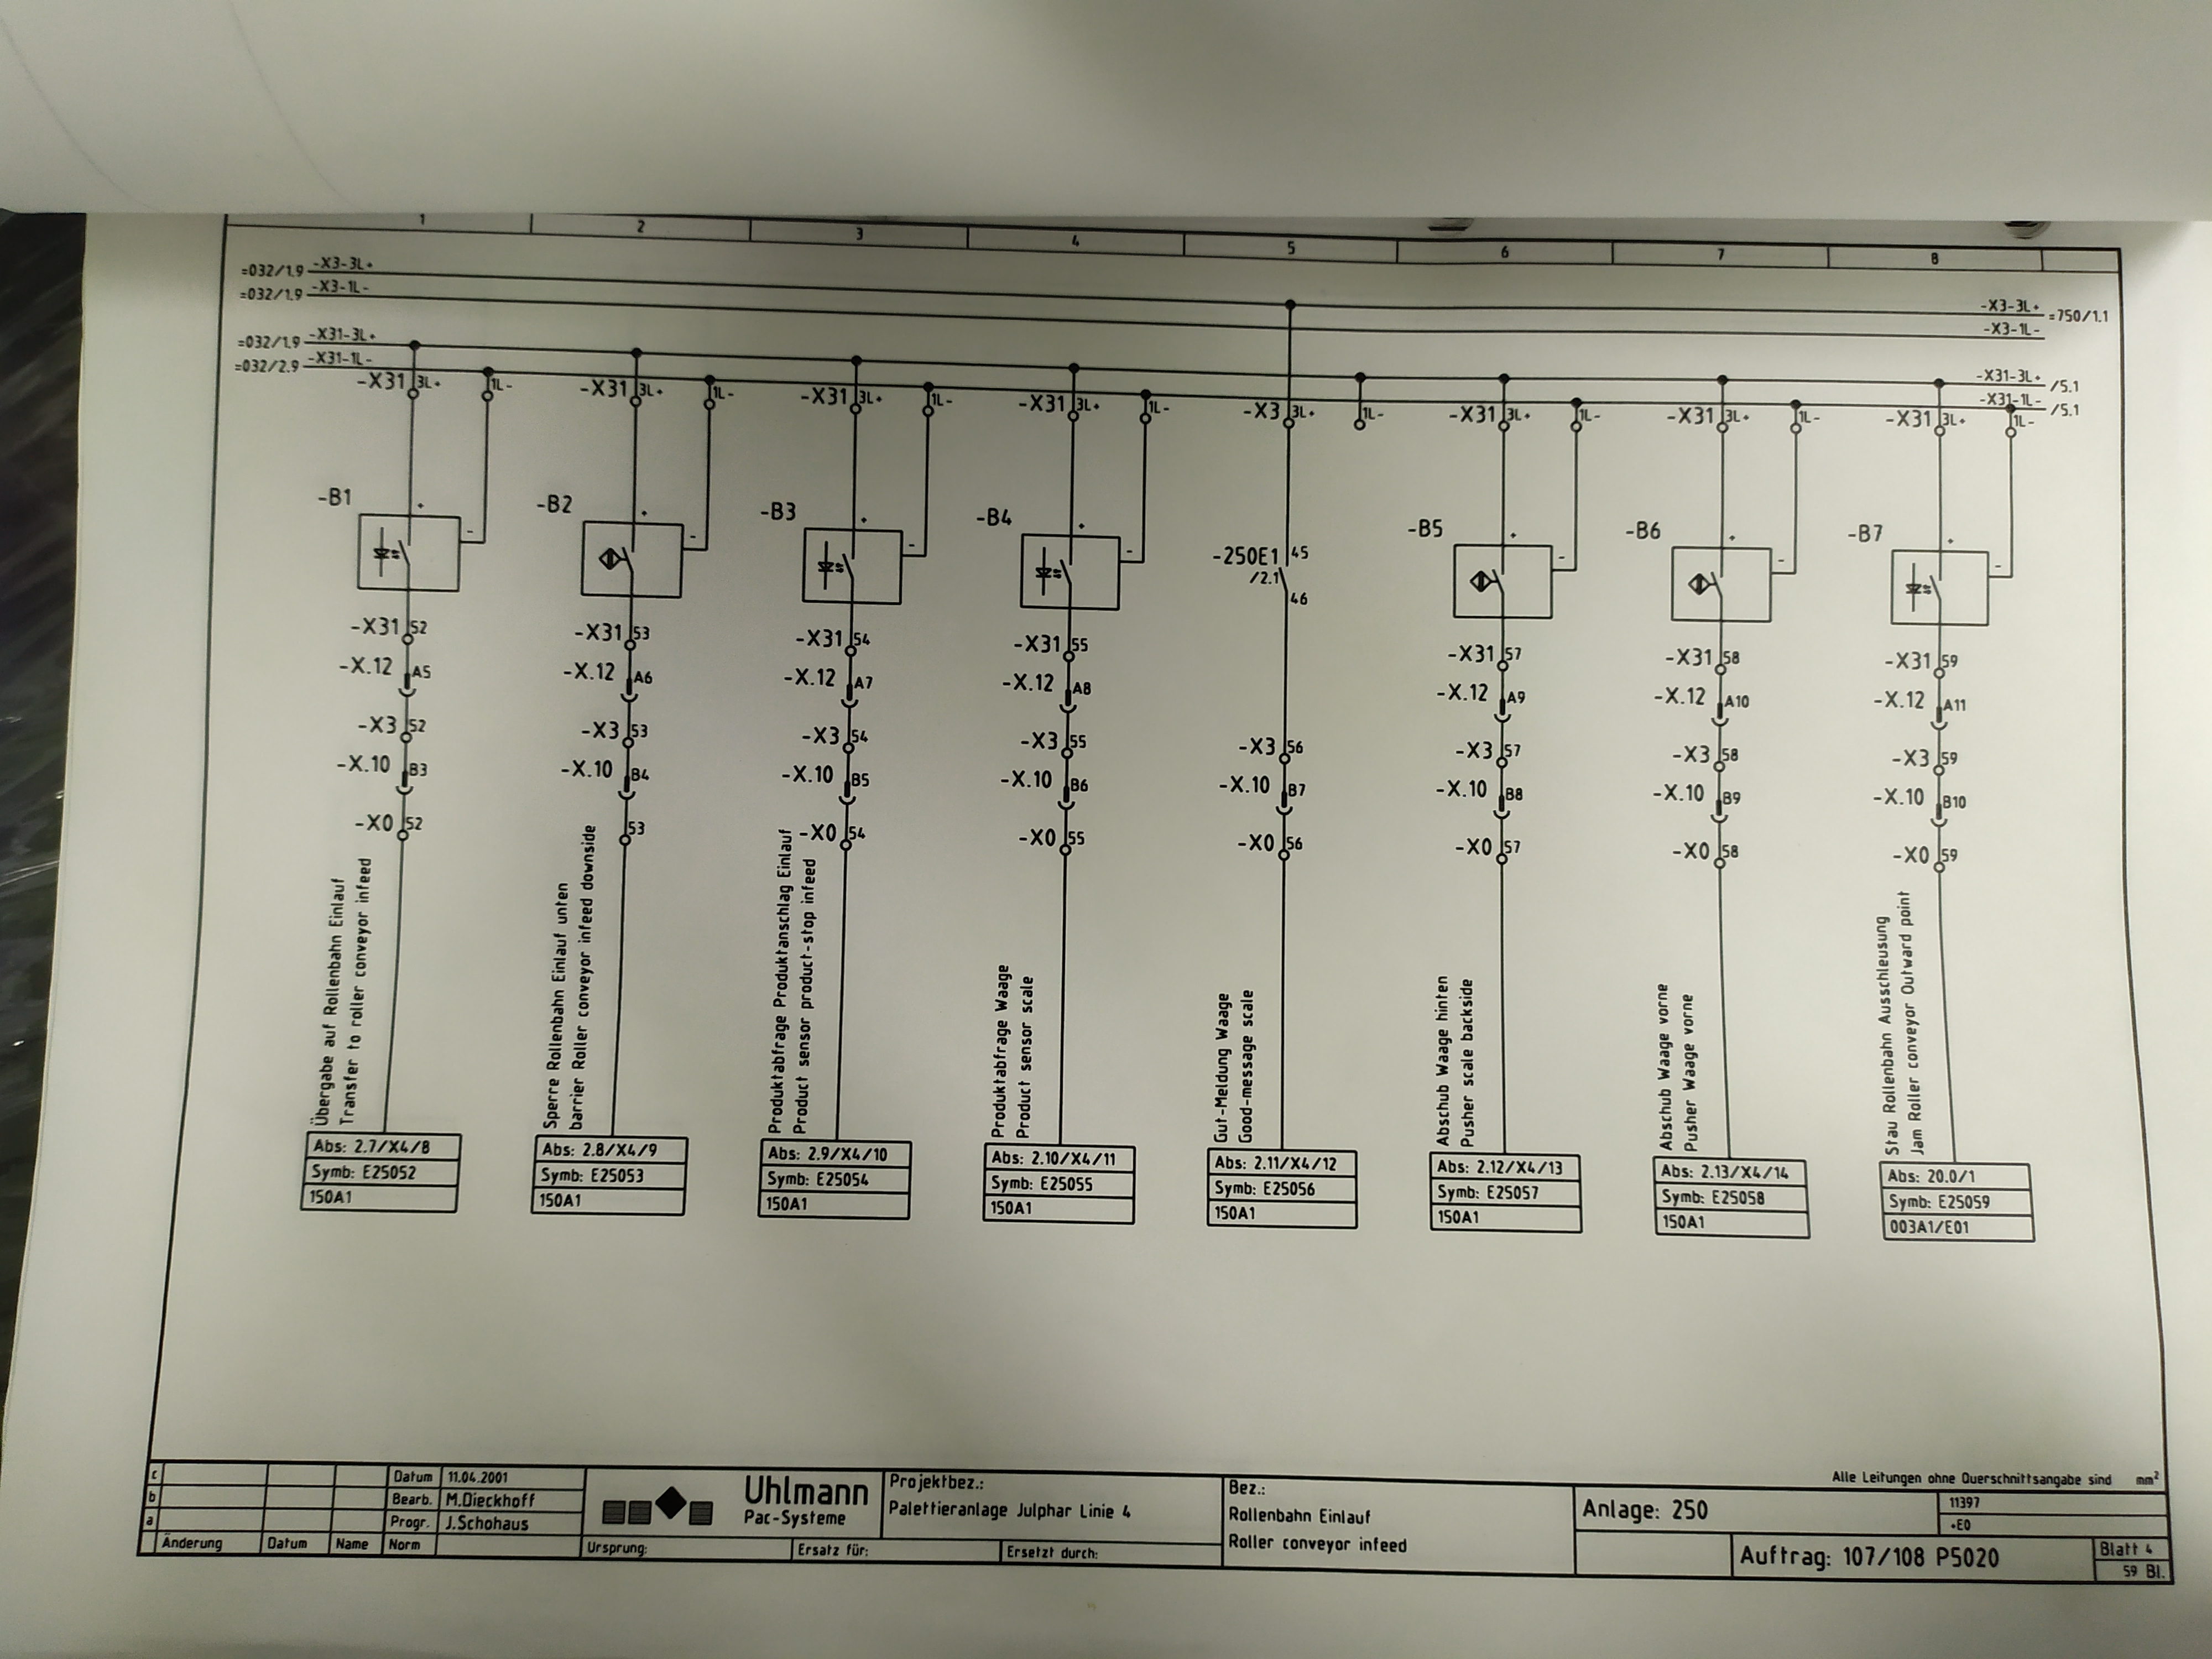 1 2 3 4 5 6 7 8
=032/1.9 -X3-3L+
=032/1.9 -X3-1L-
=032/1.9 -X31-3L+
=032/2.9 -X31-1L-
-X3-3L+ =750/1.1
-X3-1L-
-X31-3L+ /5.1
-X31-1L- /5.1
-X31 3L+ 1L-
-B1
+ -
-X31 52
-X.12 A5
-X3 52
-X.10 B3
-X0 52
Übergabe auf Rollenbahn Einlauf
Transfer to roller conveyor infeed
Abs: 2.7/X4/8
Symb: E25052
150A1
-X31 3L+ 1L-
-B2
+ -
-X31 53
-X.12 A6
-X3 53
-X.10 B4
53
Sperre Rollenbahn Einlauf unten
barrier Roller conveyor infeed downside
Abs: 2.8/X4/9
Symb: E25053
150A1
-X31 3L+ 1L-
-B3
+ -
-X31 54
-X.12 A7
-X3 54
-X.10 B5
-X0 54
Produktabfrage Produktanschlag Einlauf
Product sensor product-stop infeed
Abs: 2.9/X4/10
Symb: E25054
150A1
-X31 3L+ 1L-
-B4
+ -
-X31 55
-X.12 A8
-X3 55
-X.10 B6
-X0 55
Produktabfrage Waage
Product sensor scale
Abs: 2.10/X4/11
Symb: E25055
150A1
-X3 3L+ 1L-
-250E1 45
/2.1 46
-X3 56
-X.10 B7
-X0 56
Gut-Meldung Waage
Good-message scale
Abs: 2.11/X4/12
Symb: E25056
150A1
-X31 3L+ 1L-
-B5
+ -
-X31 57
-X.12 A9
-X3 57
-X.10 B8
-X0 57
Abschub Waage hinten
Pusher scale backside
Abs: 2.12/X4/13
Symb: E25057
150A1
-X31 3L+ 1L-
-B6
+ -
-X31 58
-X.12 A10
-X3 58
-X.10 B9
-X0 58
Abschub Waage vorne
Pusher Waage vorne
Abs: 2.13/X4/14
Symb: E25058
150A1
-X31 3L+ 1L-
-B7
+ -
-X31 59
-X.12 A11
-X3 59
-X.10 B10
-X0 59
Stau Rollenbahn Ausschleusung
Jam Roller conveyor Outward point
Abs: 20.0/1
Symb: E25059
003A1/E01
Alle Leitungen ohne Querschnittsangabe sind mm²
c
b
a
Änderung Datum Name Norm
Datum 11.04.2001
Bearb. M.Dieckhoff
Progr. J.Schohaus
Ursprung:
Uhlmann
Pac-Systeme
Ersatz für:
Ersetzt durch:
Projektbez.:
Palettieranlage Julphar Linie 4
Bez.:
Rollenbahn Einlauf
Roller conveyor infeed
Anlage: 250
11397
+E0
Auftrag: 107/108 P5020
Blatt 4
59 Bl.